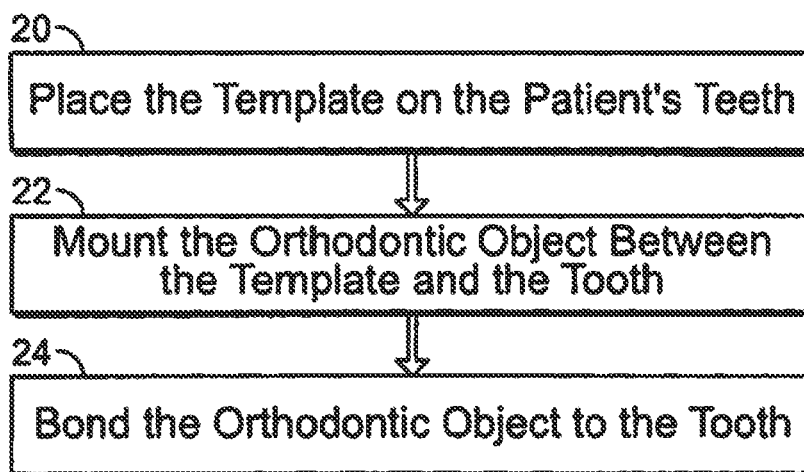 20
Place the Template on the Patient's Teeth
22
Mount the Orthodontic Object Between
the Template and the Tooth
24
Bond the Orthodontic Object to the Tooth